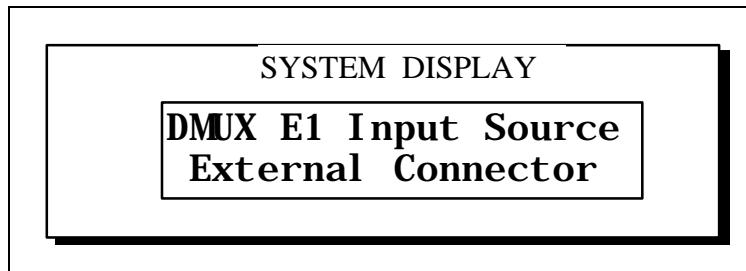 SYSTEM DISPLAY
DMUX E1 Input Source
External Connector